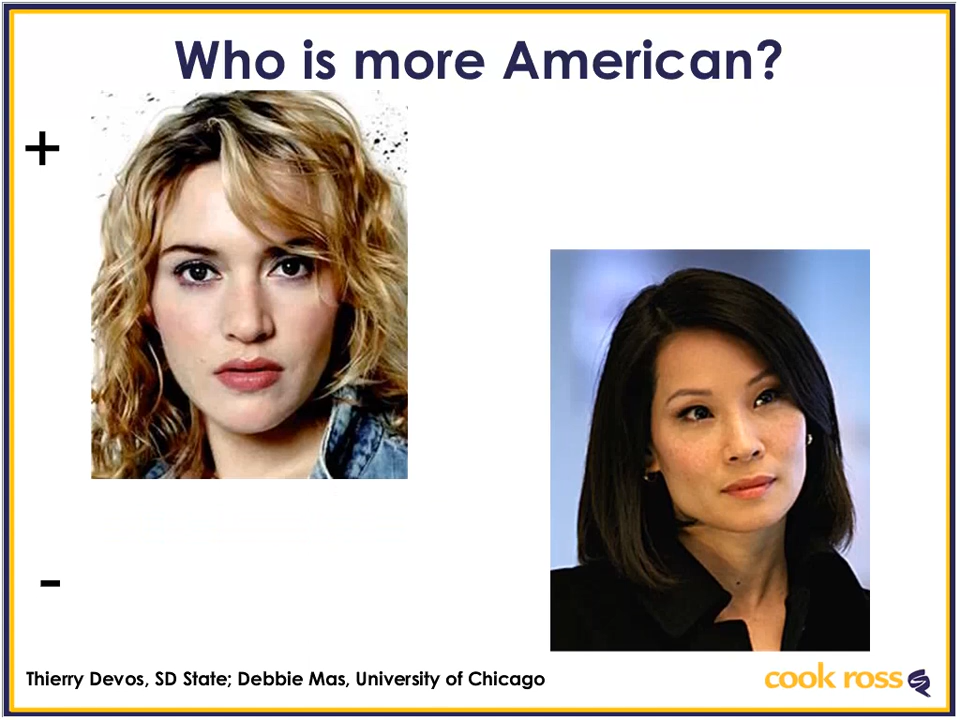 Who is more American?
+
-
Thierry Devos, SD State; Debbie Mas, University of Chicago
cook ross